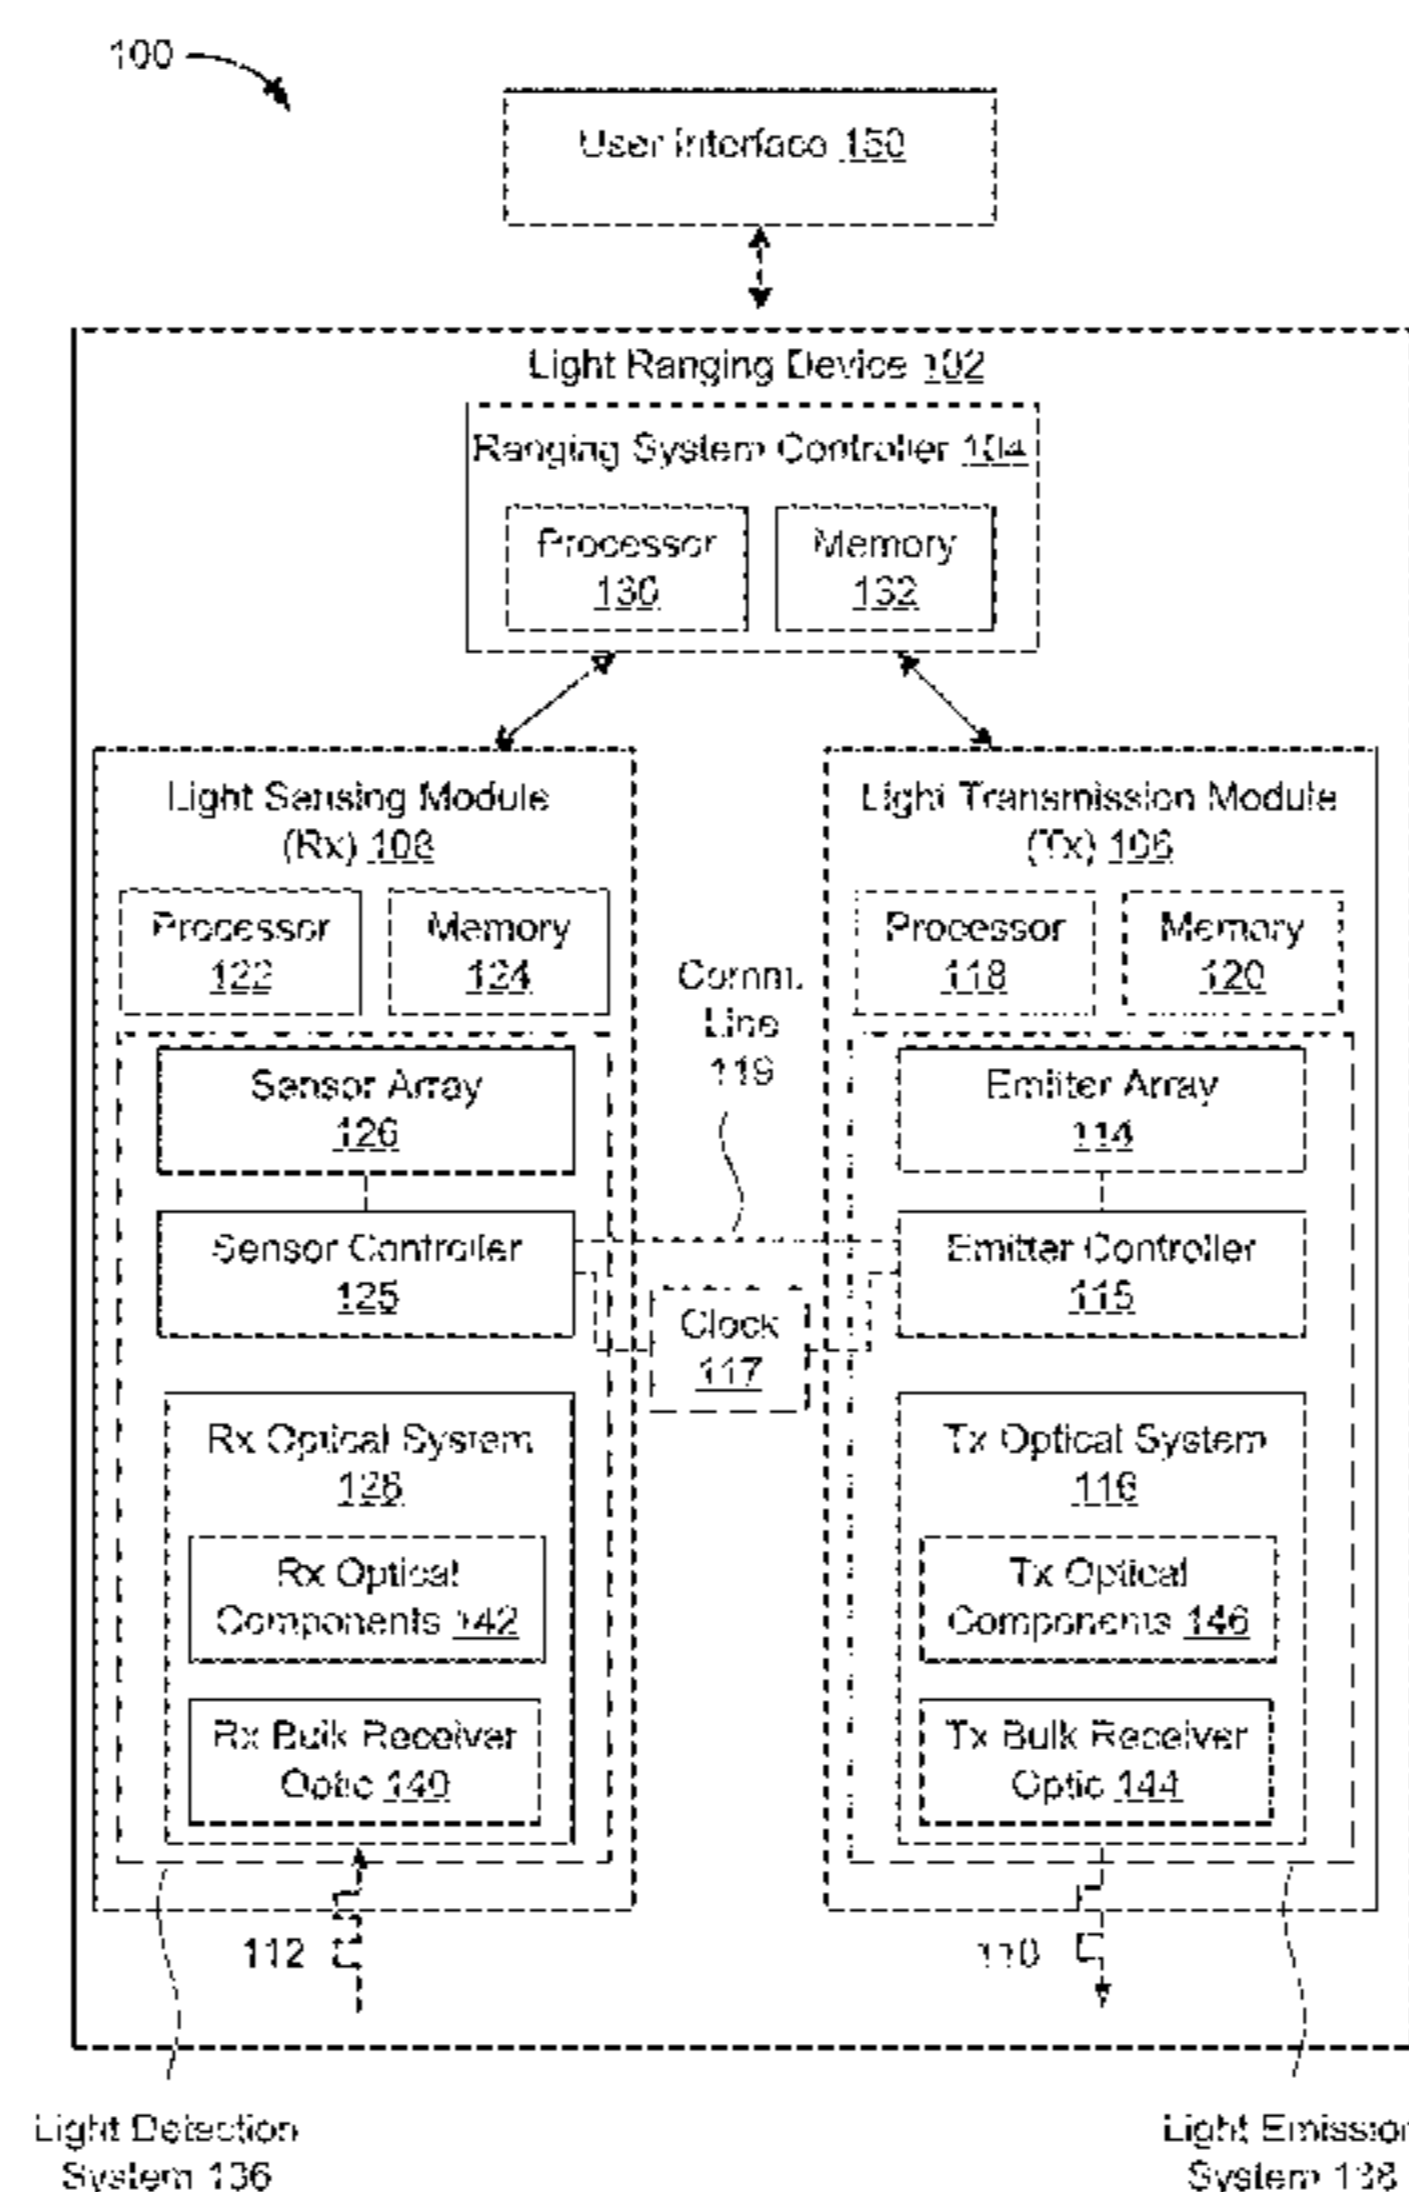 100
User Interface 150
Light Ranging Device 102
Ranging System Controller 104
Processor
130
Memory
132
Light Sensing Module
(Rx) 108
Processor
122
Memory
124
Sensor Array
126
Sensor Controller
125
Rx Optical System
128
Rx Optical
Components 142
Rx Bulk Receiver
Optic 140
112
Comm.
Line
119
Clock
117
Light Transmission Module
(Tx) 106
Processor
118
Memory
120
Emitter Array
114
Emitter Controller
115
Tx Optical System
116
Tx Optical
Components 146
Tx Bulk Receiver
Optic 144
110
Light Detection
System 136
Light Emission
System 138